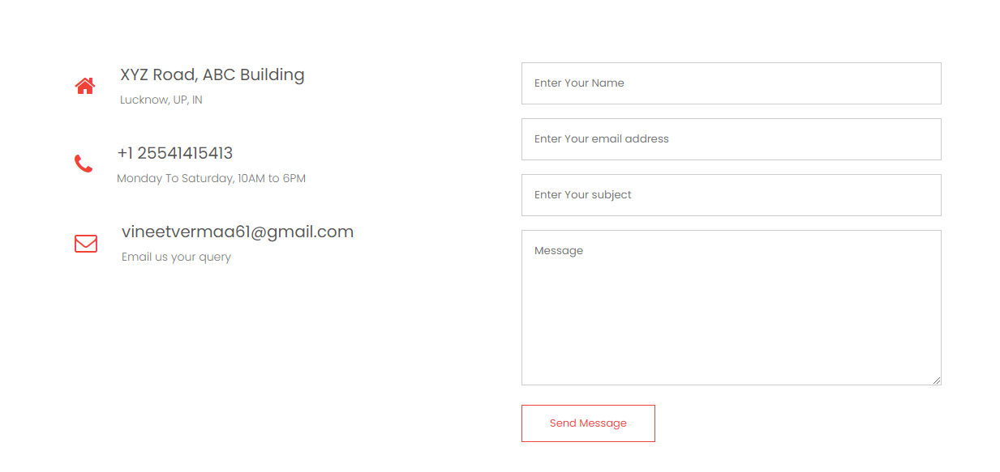 XYZ Road, ABC Building
Lucknow, UP, IN
+1 25541415413
Monday To Saturday, 10AM to 6PM
vineetvermaa61@gmail.com
Email us your query
Enter Your Name
Enter Your email address
Enter Your subject
Message
Send Message